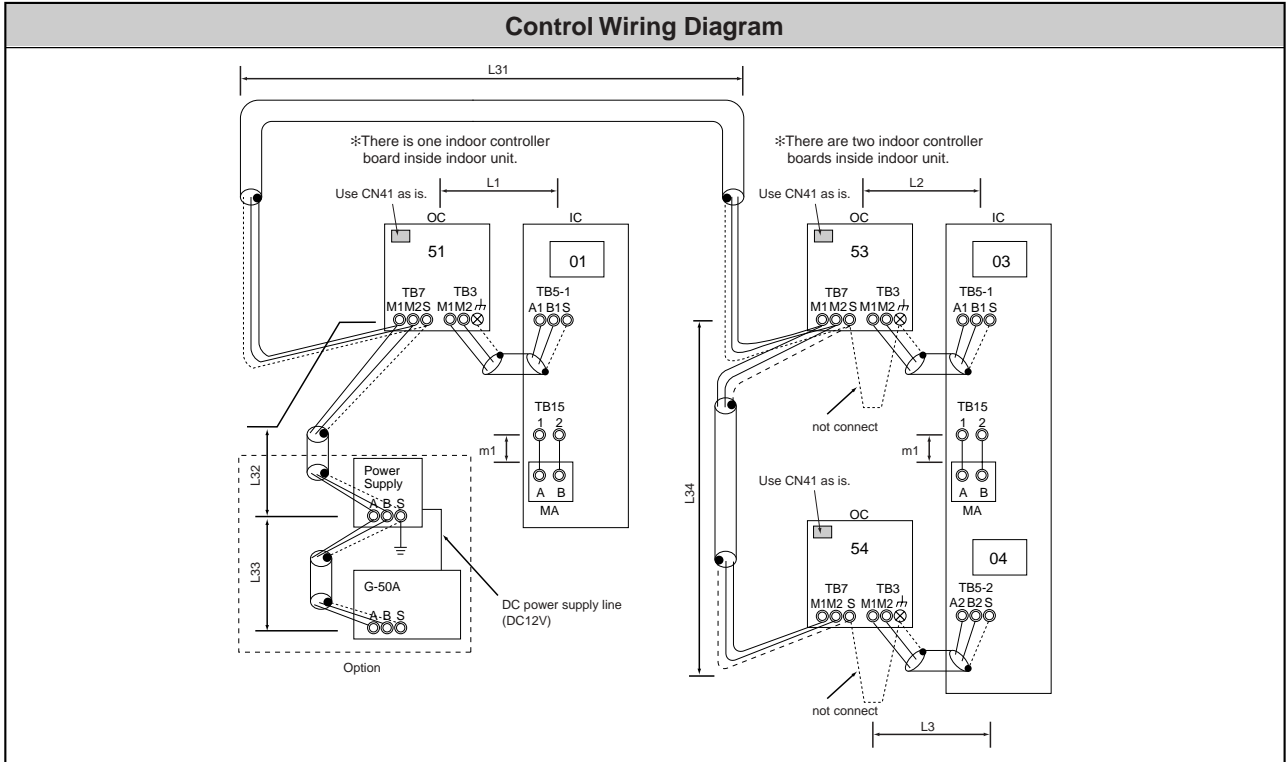 Control Wiring Diagram
L31
✻There is one indoor controller
board inside indoor unit.
✻There are two indoor controller
boards inside indoor unit.
L1
L2
Use CN41 as is.
OC
IC
Use CN41 as is.
OC
IC
51
01
53
03
TB7 TB3
M1M2S M1M2
TB5-1
A1 B1 S
TB7 TB3
M1 M2 S M1M2
TB5-1
A1 B1 S
TB15
1 2
not connect
TB15
1 2
m1
m1
L32
Power
Supply
A B S
A B
MA
L34
Use CN41 as is.
A B
MA
OC
54
04
L33
G-50A
A B S
DC power supply line
(DC12V)
TB7 TB3
M1M2 S M1M2
TB5-2
A2 B2 S
Option
not connect
L3